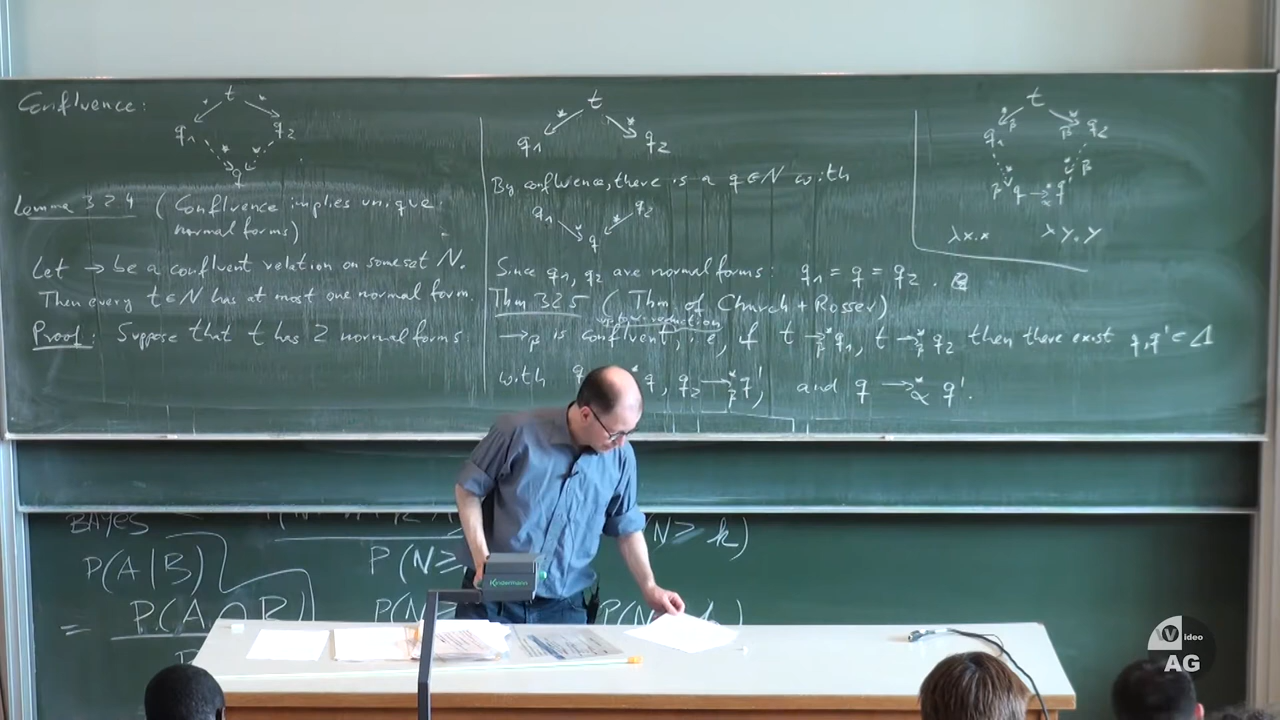 Confluence:
t
* *
q1 q2
* *
q
Lemma 3.2.4 (Confluence implies unique
normal forms)
Let → be a confluent relation on some set N.
Then every t ∈ N has at most one normal form.
Proof: Suppose that t has 2 normal forms
t
* *
q1 q2
By confluence, there is a q ∈ N with
q1 * * q2
q
Since q1, q2 are normal forms: q1 = q = q2.
Thm 3.2.5 (Thm of Church + Rosser)
→β is confluent, i.e., if t →*β q1, t →*β q2 then there exist q, q' ∈ Λ
with q * q, q2 →*β q', and q →*α q'.
t
* *
β β
q1 q2
* *
β q →*α q' β
λx.x λy.y
BAYES
P(A|B)
P(N≥ (N ≥ k)
= P(A∩B)
P(N
Kindermann
Video
AG